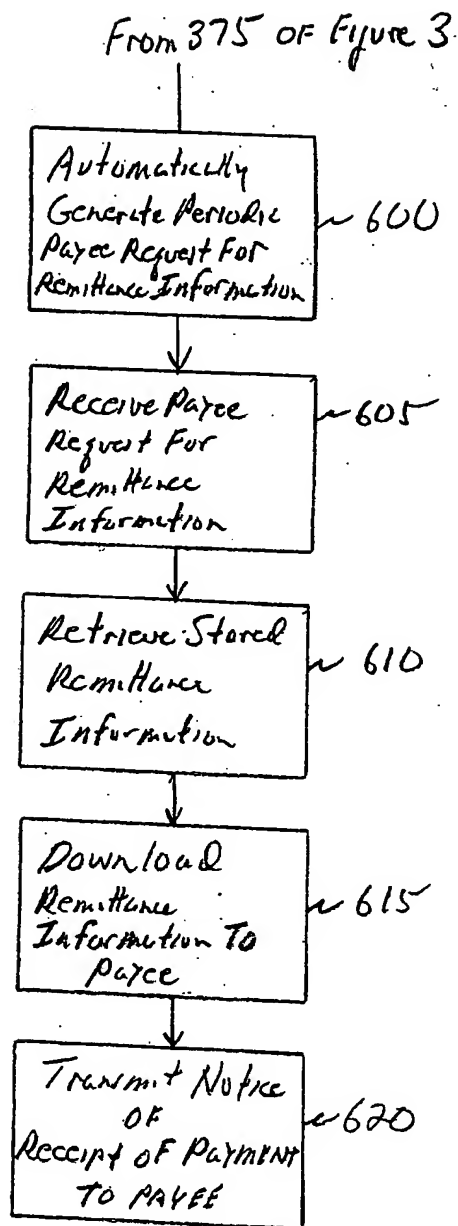 From 375 OF Figure 3
Automatically
Generate Periodic
Payee Request For
Remittance Information
600
Receive Payee
Request For
Remittance
Information
605
Retrieve Stored
Remittance
Information
610
Download
Remittance
Information To
Payee
615
Transmit Notice
OF
Receipt OF PAYMENT
TO PAYEE
620